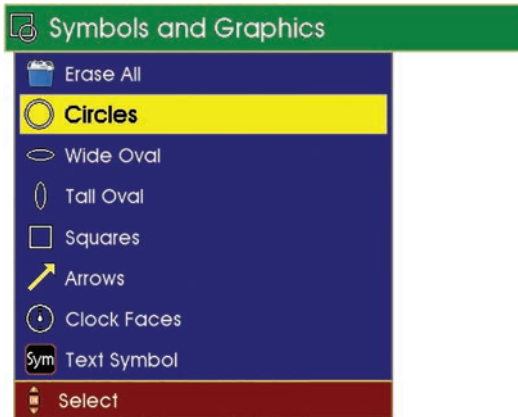 Symbols and Graphics
Erase All
Circles
Wide Oval
Tall Oval
Squares
Arrows
Clock Faces
Sym Text Symbol
Select